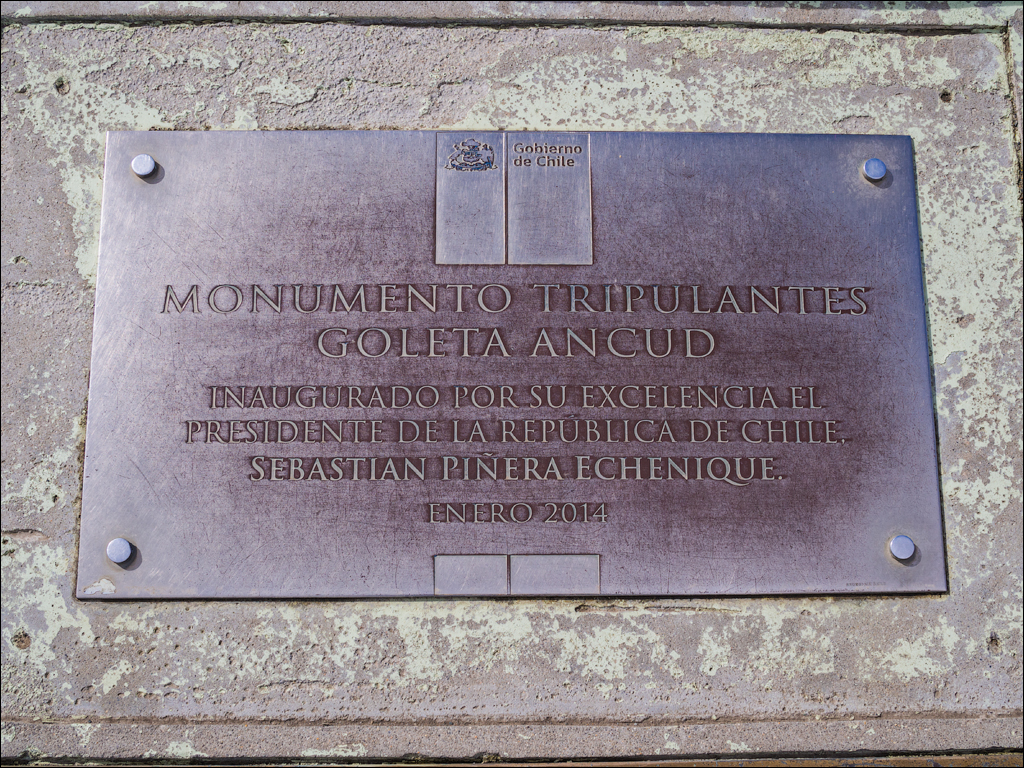 Gobierno
de Chile
MONUMENTO TRIPULANTES
GOLETA ANCUD
INAUGURADO POR SU EXCELENCIA EL
PRESIDENTE DE LA REPÚBLICA DE CHILE,
SEBASTIAN PIÑERA ECHENIQUE.
ENERO 2014